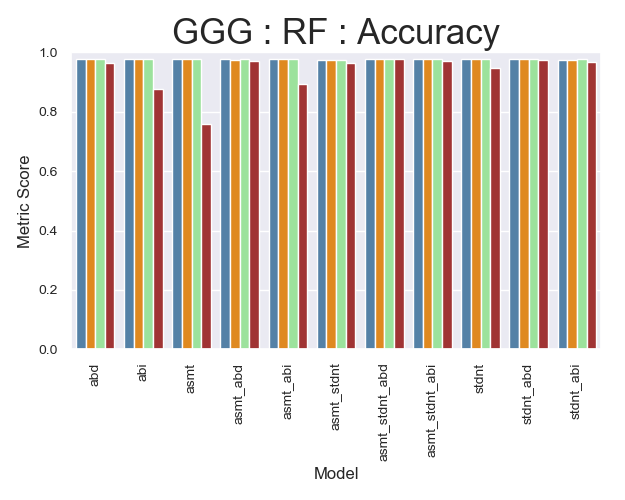 GGG : RF : Accuracy
1.0
0.8
0.6
0.4
0.2
0.0
Metric Score
abd
abi
asmt
asmt_abd
asmt_abi
asmt_stdnt
asmt_stdnt_abd
asmt_stdnt_abi
stdnt
stdnt_abd
stdnt_abi
Model